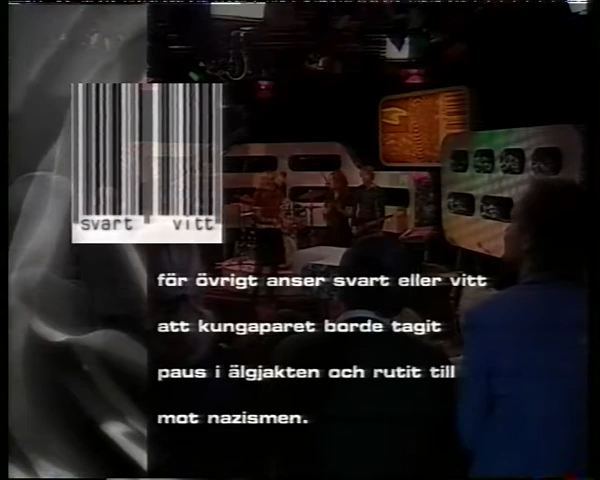 svart vitt
för övrigt anser svart eller vitt
att kungaparet borde tagit
paus i älgjakten och rutit till
mot nazismen.